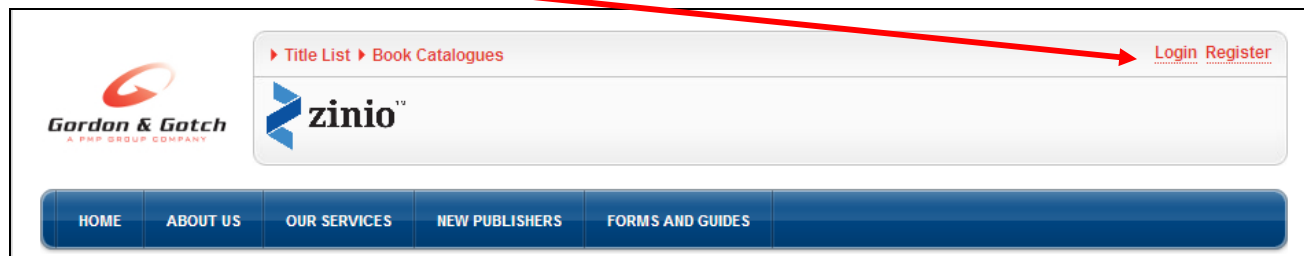 Title List Book Catalogues
Login Register
Gordon & Gotch
A PMP GROUP COMPANY
zinio™
HOME ABOUT US OUR SERVICES NEW PUBLISHERS FORMS AND GUIDES